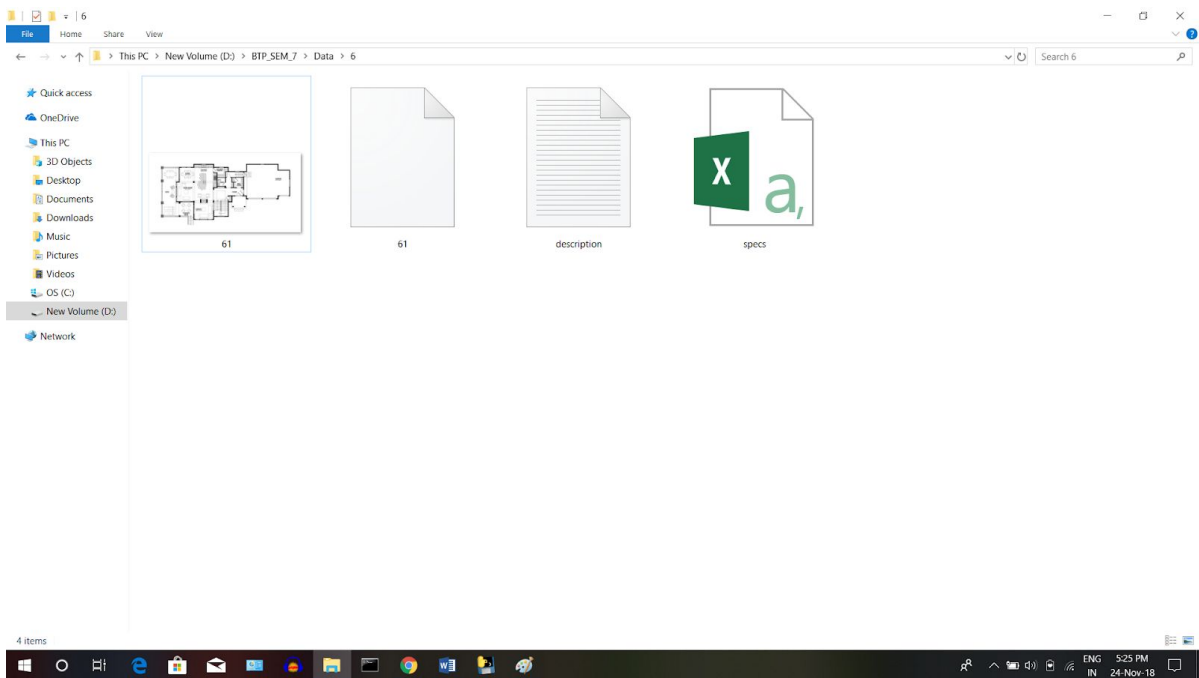 6
File Home Share View
This PC > New Volume (D:) > BTP_SEM_7 > Data > 6
Search 6
Quick access
OneDrive
This PC
3D Objects
Desktop
Documents
Downloads
Music
Pictures
Videos
OS (C:)
New Volume (D:)
Network
61
61
description
X a,
specs
4 items
ENG 5:25 PM
IN 24-Nov-18